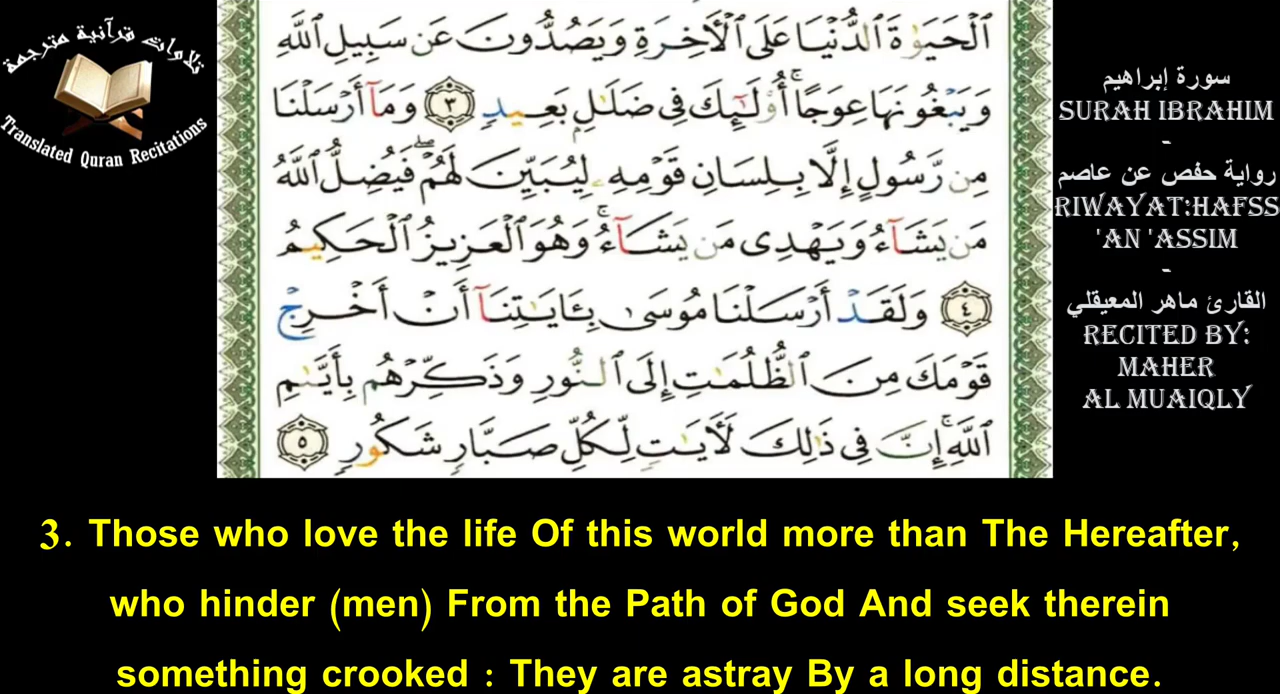 تلاوات قرآنية مترجمة
Translated Quran Recitations
ٱلْحَيَوٰةَ ٱلدُّنْيَا عَلَى ٱلْأَخِرَةِ وَيَصُدُّونَ عَن سَبِيلِ ٱللَّهِ
وَيَبْغُونَهَا عِوَجًا ۚ أُو۟لَـٰٓئِكَ فِى ضَلَـٰلٍۭ بَعِيدٍ ٣ وَمَآ أَرْسَلْنَا
مِن رَّسُولٍ إِلَّا بِلِسَانِ قَوْمِهِۦ لِيُبَيِّنَ لَهُمْ ۖ فَيُضِلُّ ٱللَّهُ
مَن يَشَآءُ وَيَهْدِى مَن يَشَآءُ ۚ وَهُوَ ٱلْعَزِيزُ ٱلْحَكِيمُ
٤ وَلَقَدْ أَرْسَلْنَا مُوسَىٰ بِـَٔايَـٰتِنَآ أَنْ أَخْرِجْ
قَوْمَكَ مِنَ ٱلظُّلُمَـٰتِ إِلَى ٱلنُّورِ وَذَكِّرْهُم بِأَيَّىٰمِ
ٱللَّهِ ۚ إِنَّ فِى ذَٰلِكَ لَـَٔايَـٰتٍ لِّكُلِّ صَبَّارٍ شَكُورٍ ٥
سورة إبراهيم
SURAH IBRAHIM
-
رواية حفص عن عاصم
RIWAYAT:HAFSS
'AN 'ASSIM
-
القارئ ماهر المعيقلي
RECITED BY:
MAHER
AL MUAIQLY
3. Those who love the life Of this world more than The Hereafter,
who hinder (men) From the Path of God And seek therein
something crooked : They are astray By a long distance.